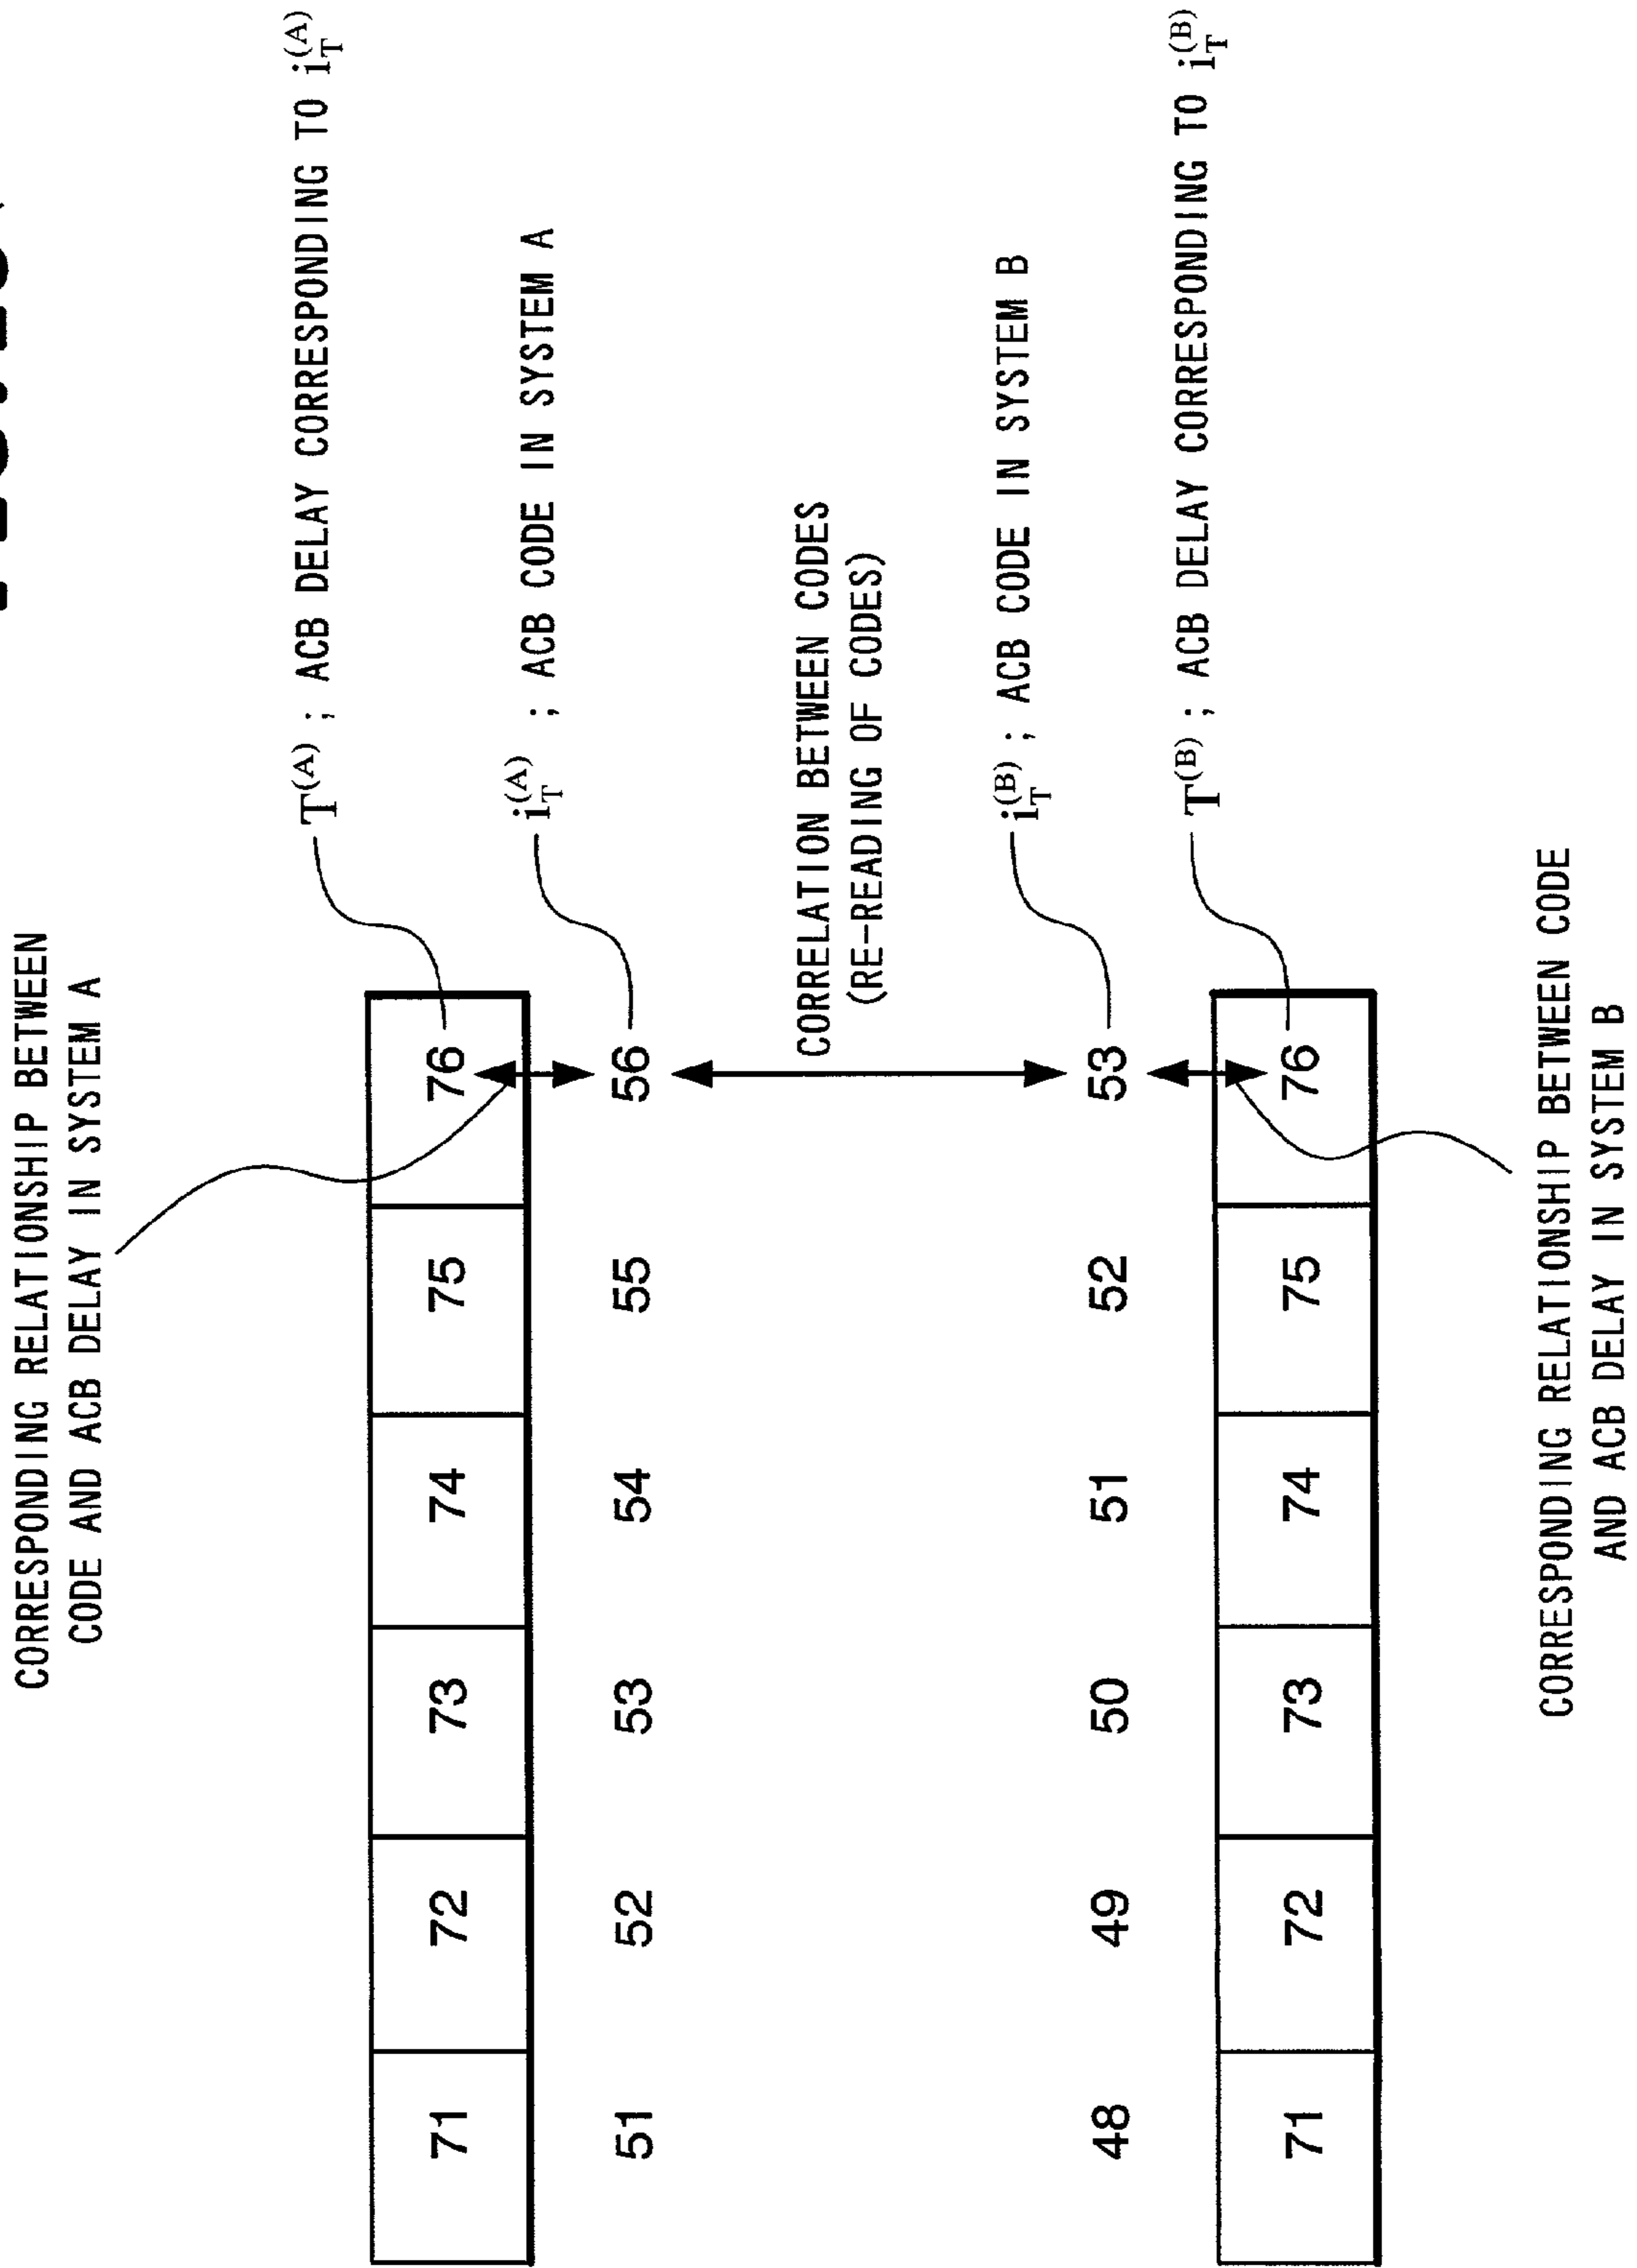 CORRESPONDING RELATIONSHIP BETWEEN
CODE AND ACB DELAY IN SYSTEM A
T(A) ; ACB DELAY CORRESPONDING TO iT(A)
71 72 73 74 75 76
iT(A) ; ACB CODE IN SYSTEM A
51 52 53 54 55 56
CORRELATION BETWEEN CODES
(RE-READING OF CODES)
iT(B) ; ACB CODE IN SYSTEM B
48 49 50 51 52 53
T(B) ; ACB DELAY CORRESPONDING TO iT(B)
71 72 73 74 75 76
CORRESPONDING RELATIONSHIP BETWEEN CODE
AND ACB DELAY IN SYSTEM B